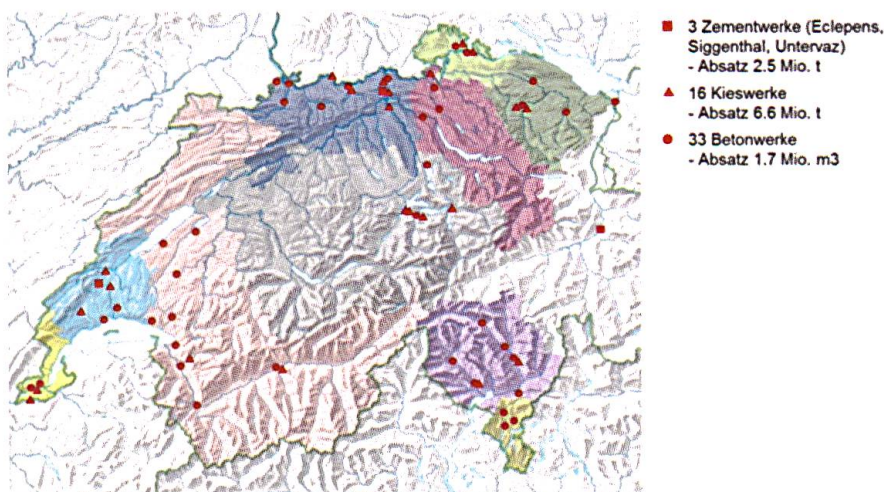 3 Zementwerke (Eclepens,
Siggenthal, Untervaz)
- Absatz 2.5 Mio. t
16 Kieswerke
- Absatz 6.6 Mio. t
33 Betonwerke
- Absatz 1.7 Mio. m3